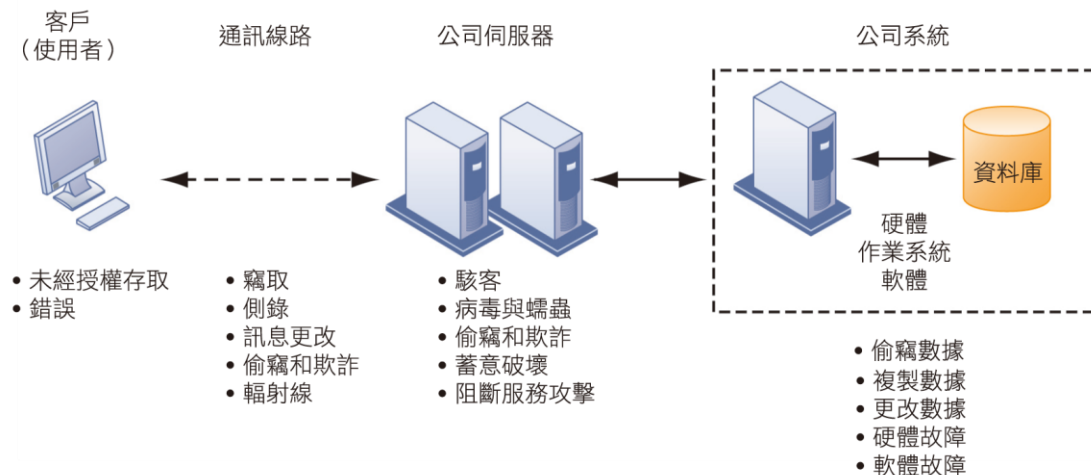 客戶
（使用者）
通訊線路
公司伺服器
公司系統
資料庫
硬體
作業系統
軟體
• 未經授權存取
• 錯誤
• 竊取
• 側錄
• 訊息更改
• 偷竊和欺詐
• 輻射線
• 駭客
• 病毒與蠕蟲
• 偷竊和欺詐
• 蓄意破壞
• 阻斷服務攻擊
• 偷竊數據
• 複製數據
• 更改數據
• 硬體故障
• 軟體故障